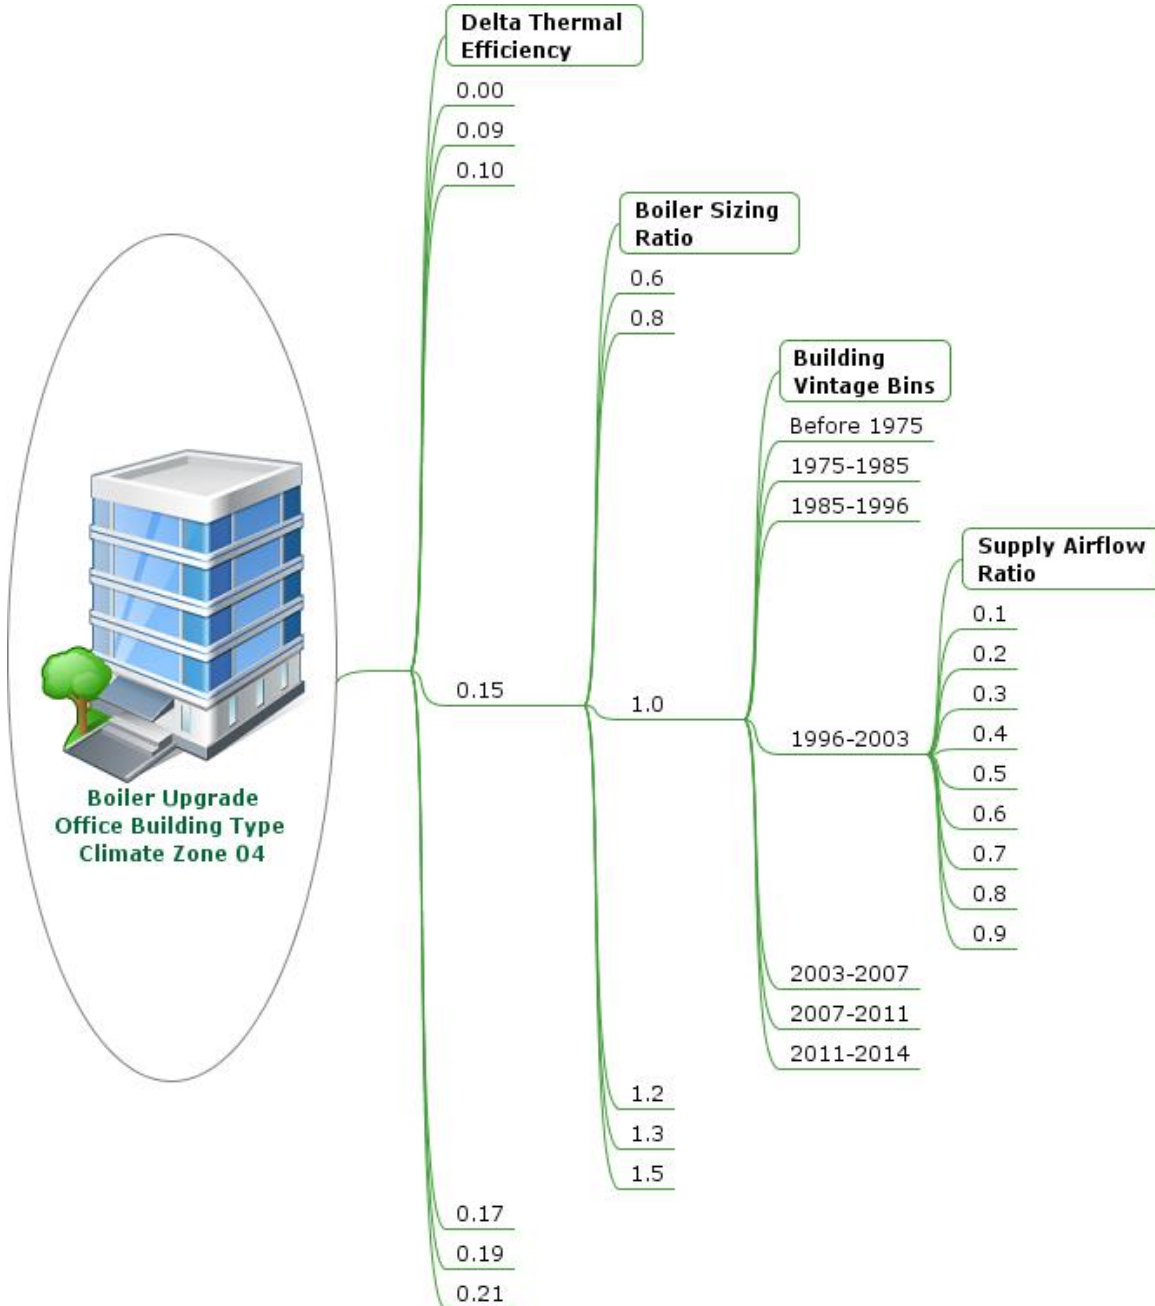 Delta Thermal
Efficiency
0.00
0.09
0.10
Boiler Sizing
Ratio
0.6
0.8
Building
Vintage Bins
Before 1975
1975-1985
1985-1996
Supply Airflow
Ratio
0.1
0.2
0.3
0.4
0.5
0.6
0.7
0.8
0.9
0.15
1.0
1996-2003
Boiler Upgrade
Office Building Type
Climate Zone 04
2003-2007
2007-2011
2011-2014
1.2
1.3
1.5
0.17
0.19
0.21